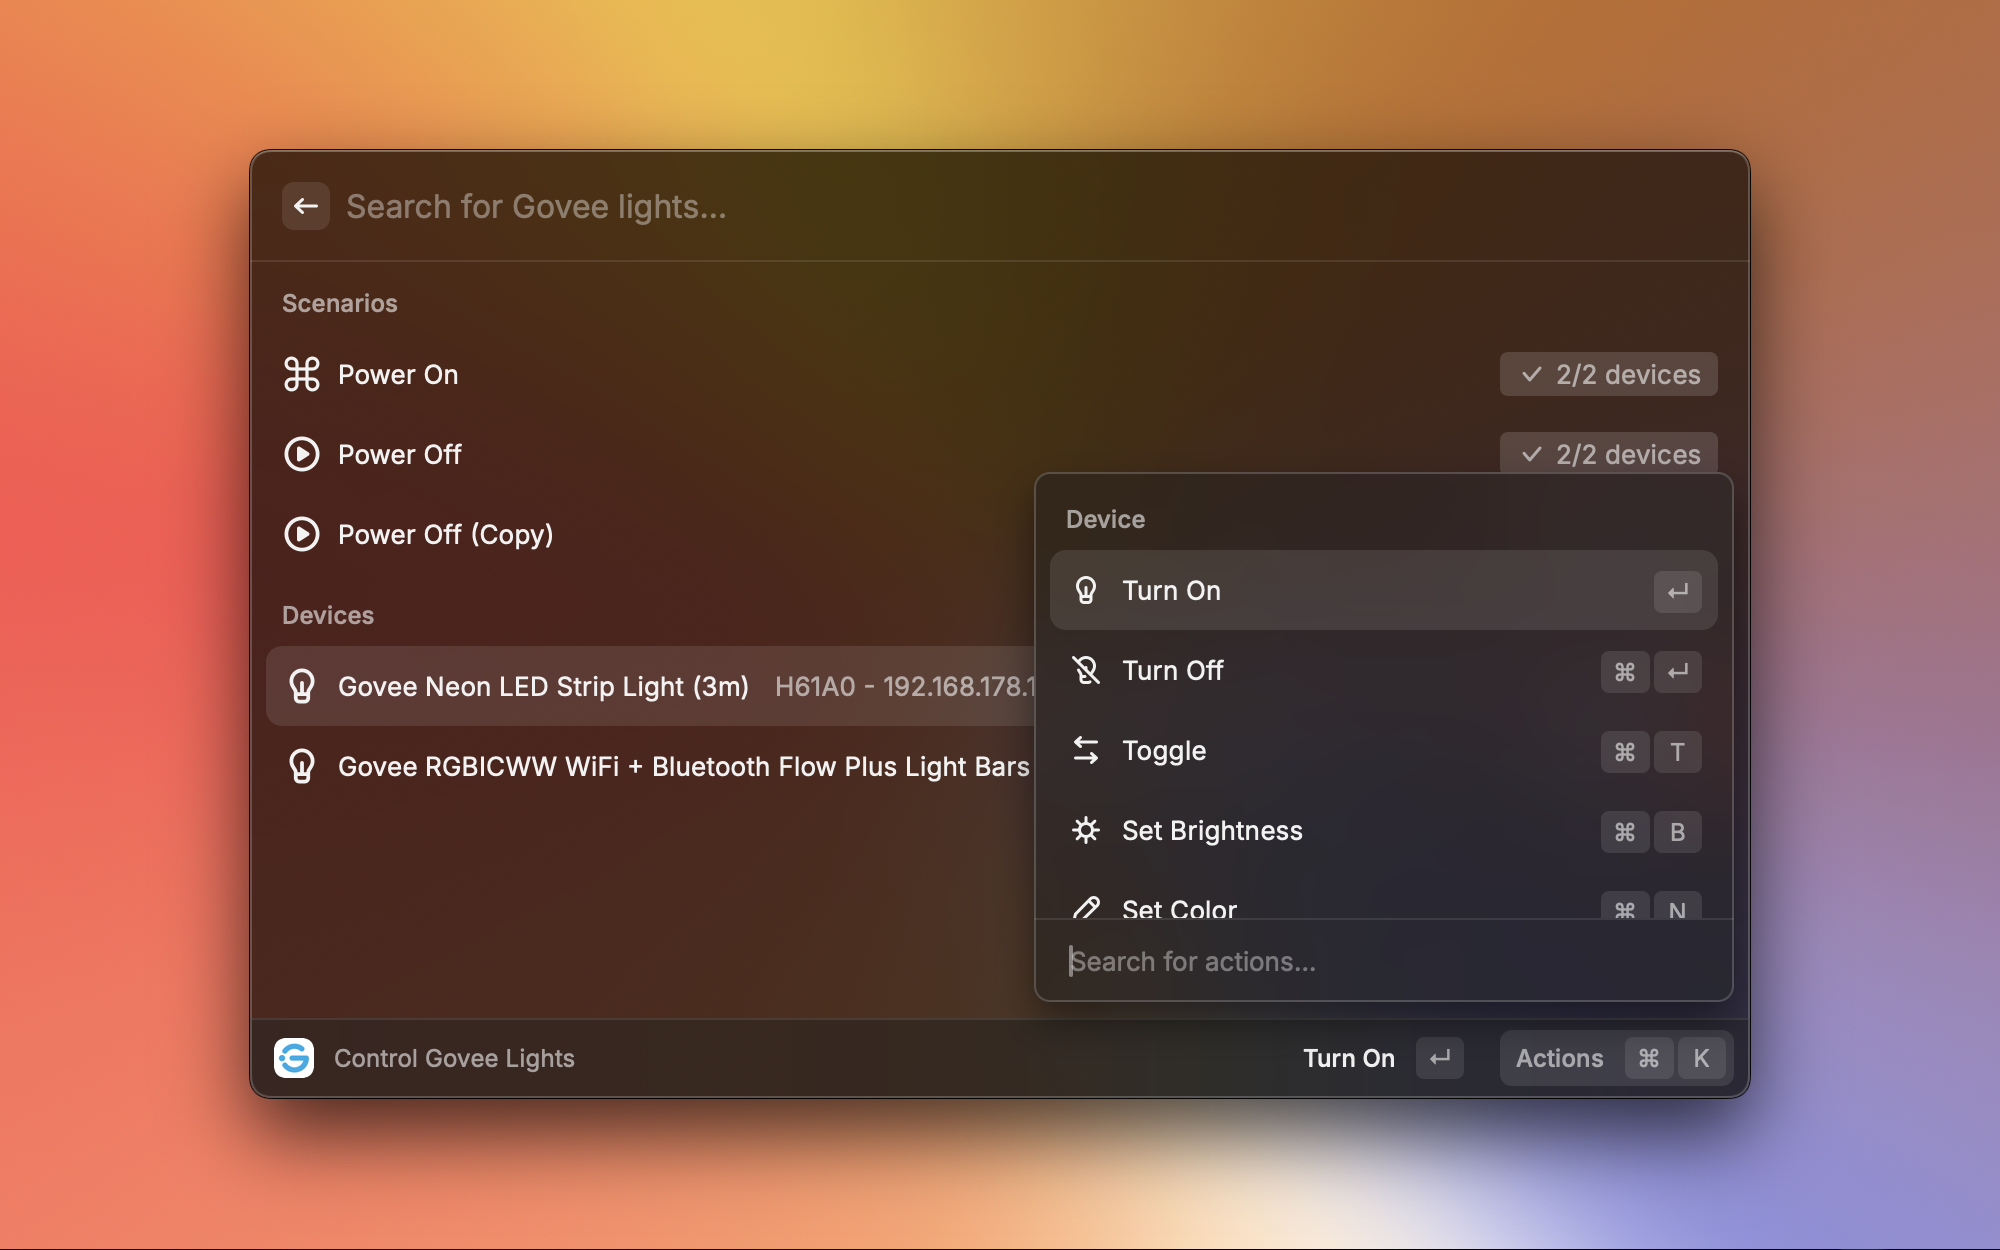 Search for Govee lights...
Scenarios
Power On ✓ 2/2 devices
Power Off ✓ 2/2 devices
Power Off (Copy)
Devices
Govee Neon LED Strip Light (3m) H61A0 - 192.168.178.1
Govee RGBICWW WiFi + Bluetooth Flow Plus Light Bars
Device
Turn On ↵
Turn Off ⌘ ↵
Toggle ⌘ T
Set Brightness ⌘ B
Set Color ⌘ N
Search for actions...
Control Govee Lights
Turn On ↵
Actions ⌘ K